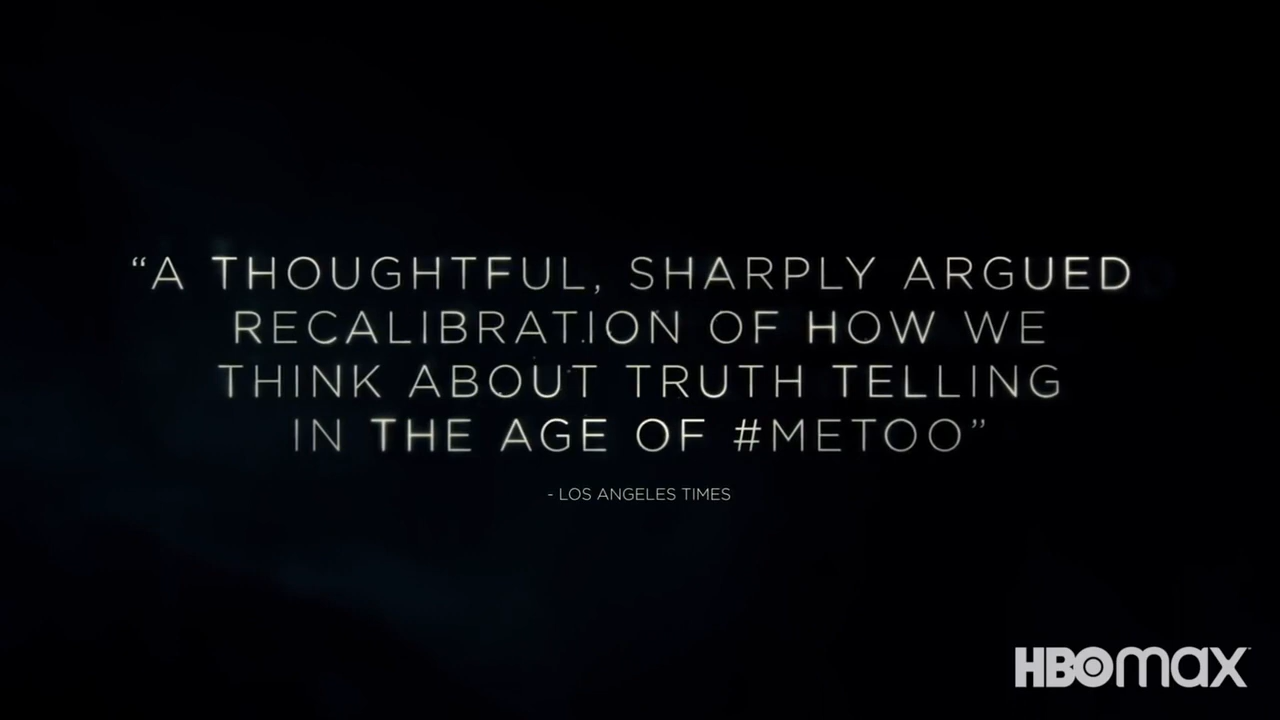 “A THOUGHTFUL, SHARPLY ARGUED
RECALIBRATION OF HOW WE
THINK ABOUT TRUTH TELLING
IN THE AGE OF #METOO”
- LOS ANGELES TIMES
HBOmax